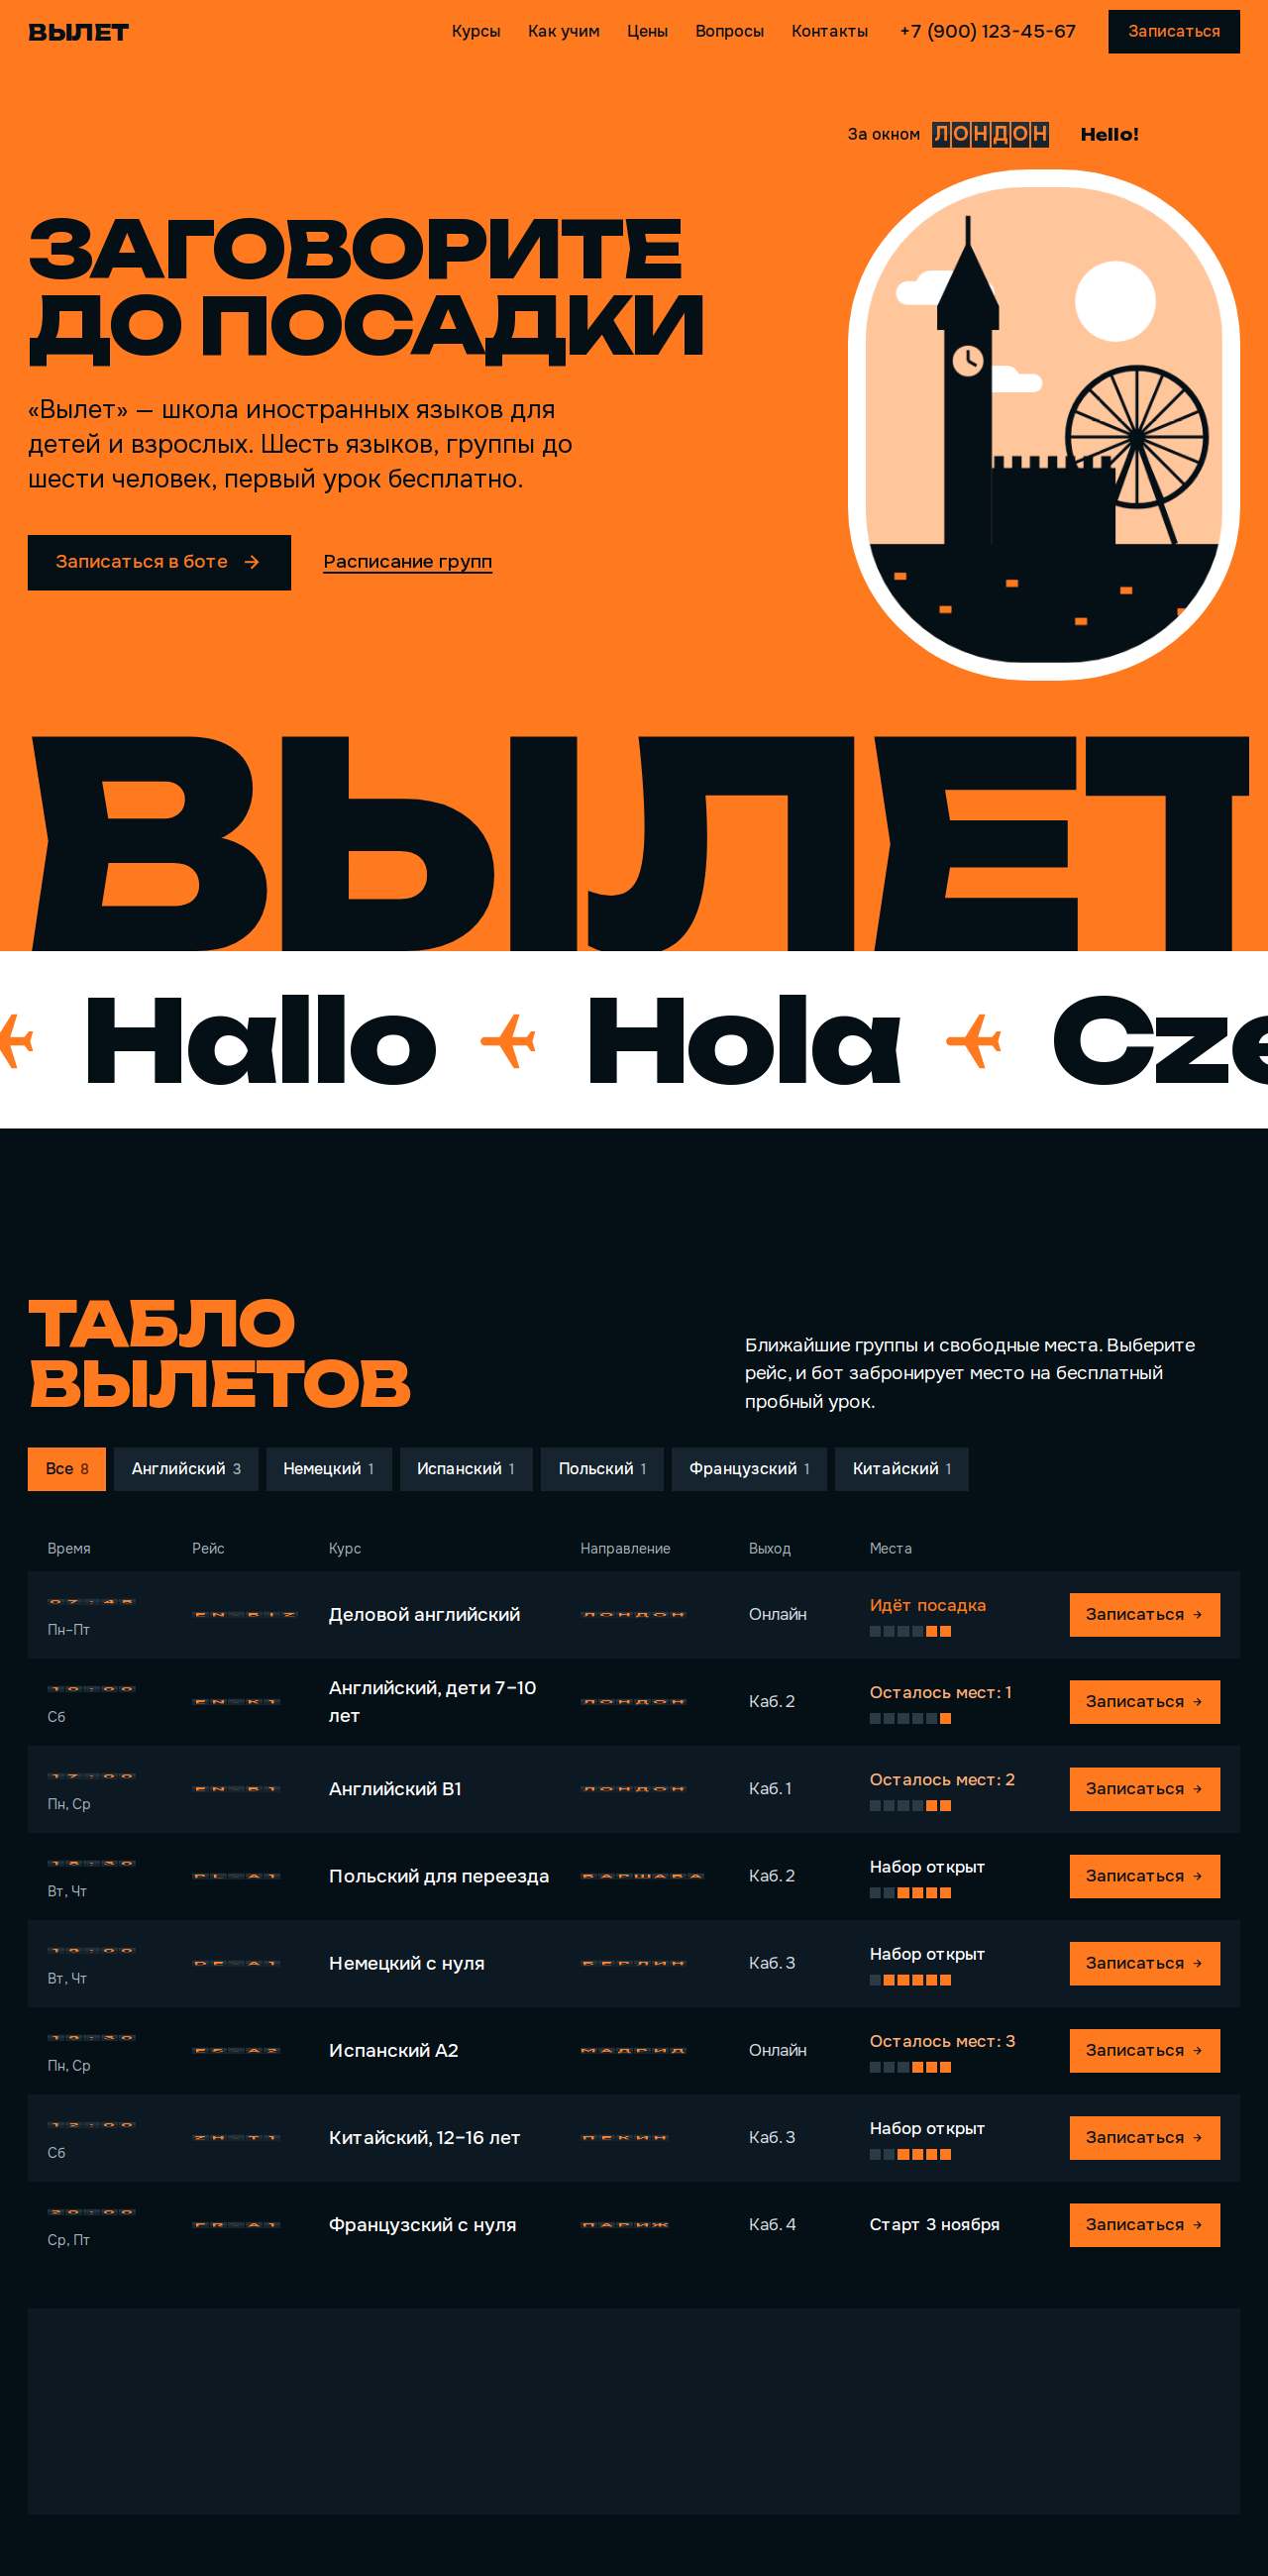 ВЫЛЕТ
Курсы Как учим Цены Вопросы Контакты +7 (900) 123-45-67 Записаться
За окном ЛОНДОН Hello!
ЗАГОВОРИТЕ
ДО ПОСАДКИ
«Вылет» — школа иностранных языков для
детей и взрослых. Шесть языков, группы до
шести человек, первый урок бесплатно.
Записаться в боте → Расписание групп
ВЫЛЕТ
Hallo Hola
ТАБЛО
ВЫЛЕТОВ
Ближайшие группы и свободные места. Выберите
рейс, и бот забронирует место на бесплатный
пробный урок.
Все 8 Английский 3 Немецкий 1 Испанский 1 Польский 1 Французский 1 Китайский 1
Время Рейс Курс Направление Выход Места
Деловой английский Онлайн Идёт посадка Записаться →
Пн–Пт
Английский, дети 7–10
лет
Сб Каб. 2 Осталось мест: 1 Записаться →
Английский B1 Каб. 1 Осталось мест: 2 Записаться →
Пн, Ср
Польский для переезда Каб. 2 Набор открыт Записаться →
Вт, Чт
Немецкий с нуля Каб. 3 Набор открыт Записаться →
Вт, Чт
Испанский A2 Онлайн Осталось мест: 3 Записаться →
Пн, Ср
Китайский, 12–16 лет Каб. 3 Набор открыт Записаться →
Сб
Французский с нуля Каб. 4 Старт 3 ноября Записаться →
Ср, Пт